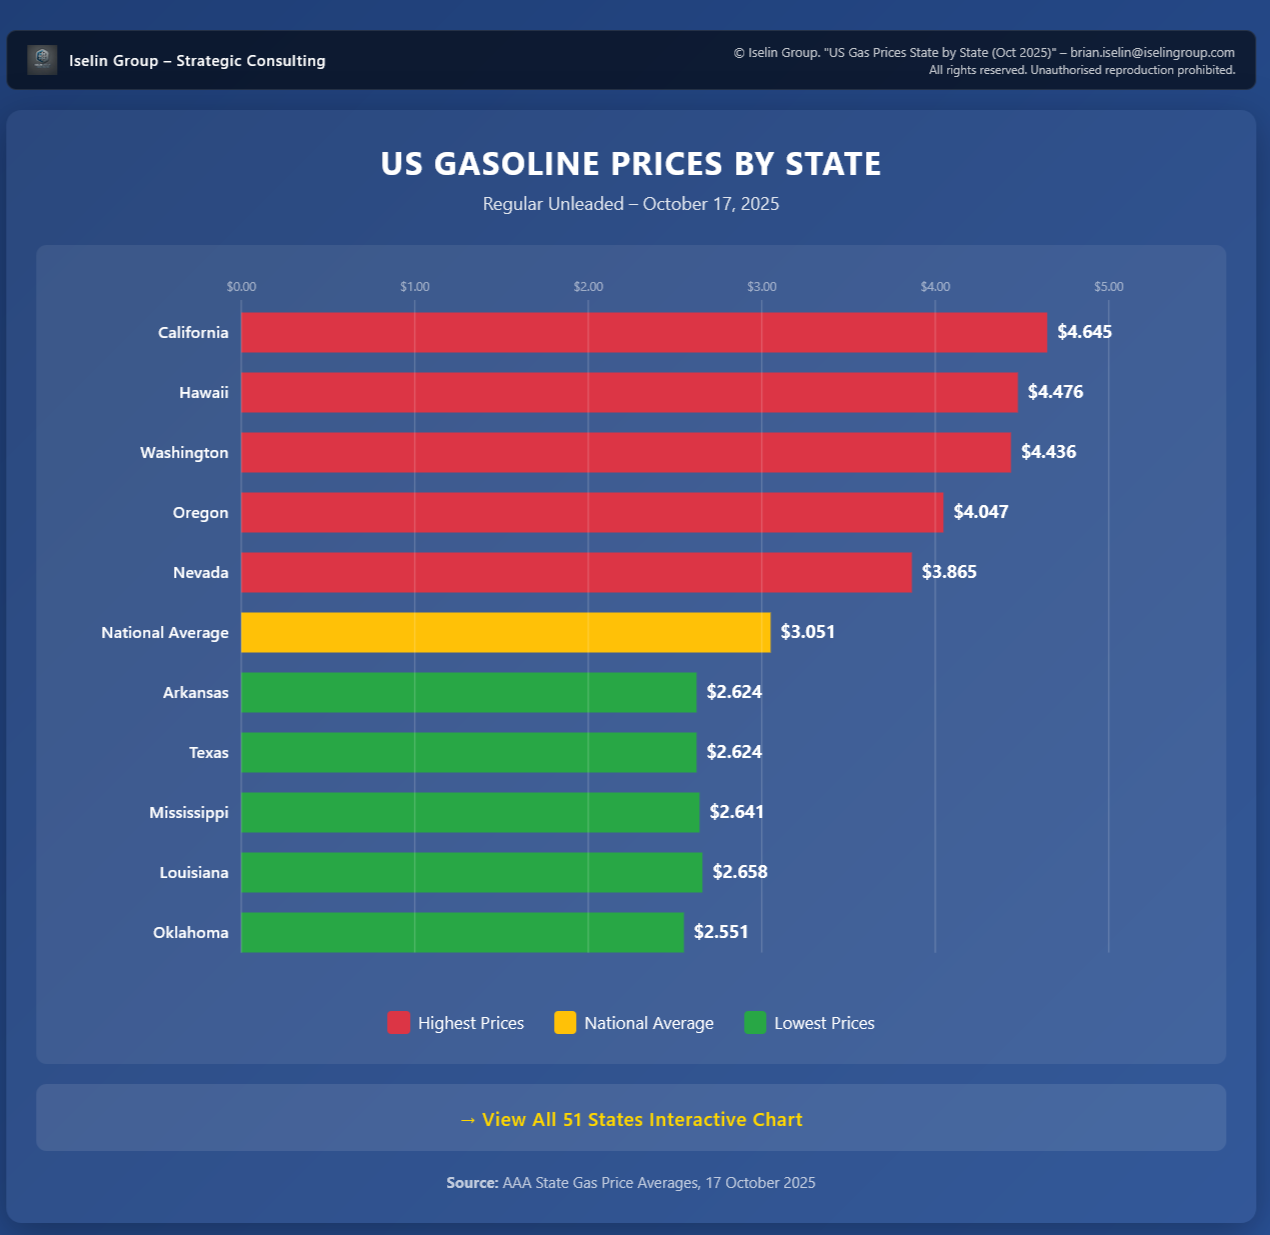 Iselin Group – Strategic Consulting
© Iselin Group. "US Gas Prices State by State (Oct 2025)" – brian.iselin@iselingroup.com
All rights reserved. Unauthorised reproduction prohibited.
US GASOLINE PRICES BY STATE
Regular Unleaded – October 17, 2025
$0.00 $1.00 $2.00 $3.00 $4.00 $5.00
California $4.645
Hawaii $4.476
Washington $4.436
Oregon $4.047
Nevada $3.865
National Average $3.051
Arkansas $2.624
Texas $2.624
Mississippi $2.641
Louisiana $2.658
Oklahoma $2.551
Highest Prices National Average Lowest Prices
→ View All 51 States Interactive Chart
Source: AAA State Gas Price Averages, 17 October 2025